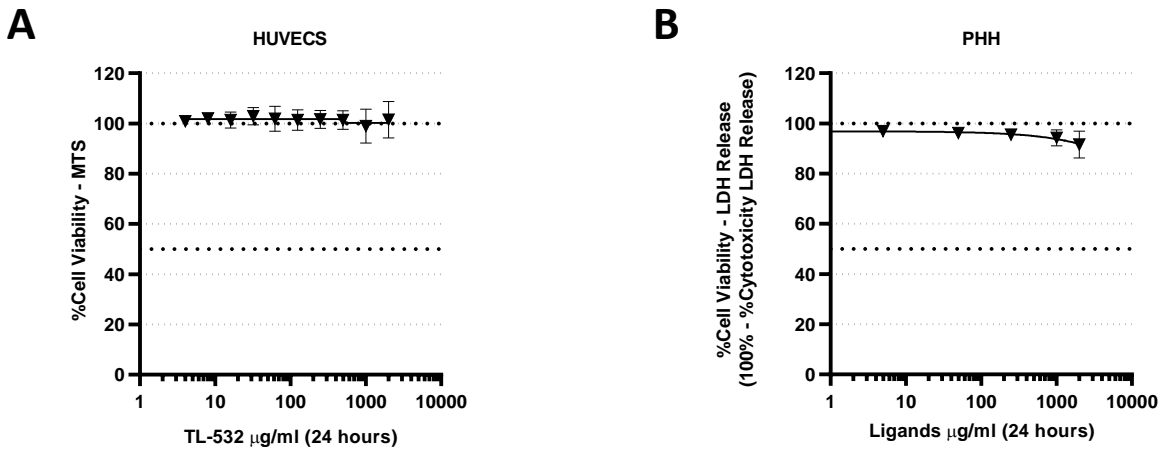 A
HUVECS
%Cell Viability - MTS
120
100
80
60
40
20
0
1
10
100
1000
10000
TL-532 μg/ml (24 hours)
B
PHH
%Cell Viability - LDH Release
(100% - %Cytotoxicity LDH Release)
120
100
80
60
40
20
0
1
10
100
1000
10000
Ligands μg/ml (24 hours)